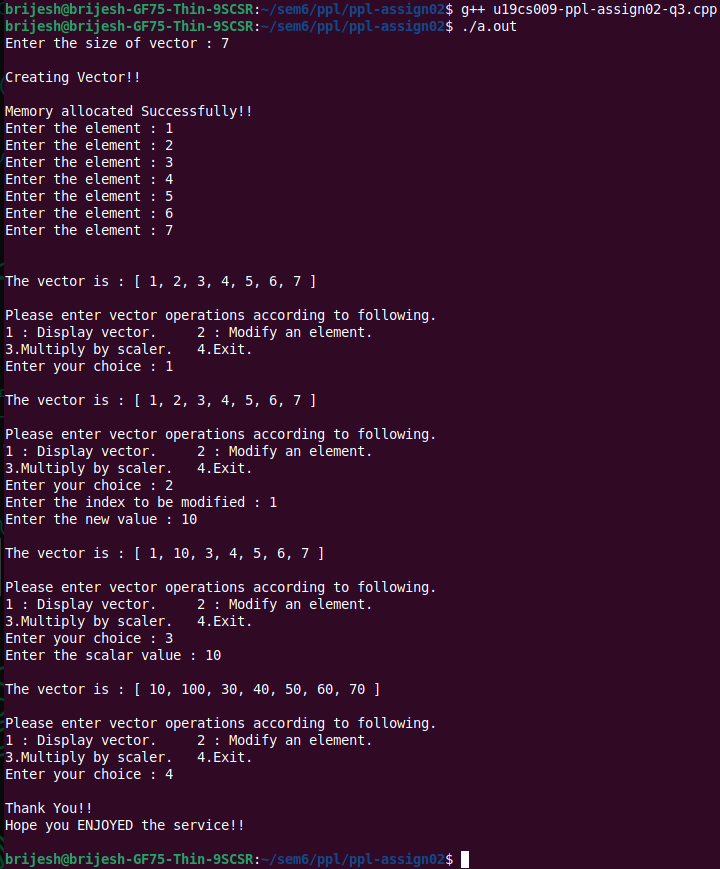 brijesh@brijesh-GF75-Thin-9SCSR:~/sem6/ppl/ppl-assign02$ g++ u19cs009-ppl-assign02-q3.cpp
brijesh@brijesh-GF75-Thin-9SCSR:~/sem6/ppl/ppl-assign02$ ./a.out
Enter the size of vector : 7
Creating Vector!!
Memory allocated Successfully!!
Enter the element : 1
Enter the element : 2
Enter the element : 3
Enter the element : 4
Enter the element : 5
Enter the element : 6
Enter the element : 7
The vector is : [ 1, 2, 3, 4, 5, 6, 7 ]
Please enter vector operations according to following.
1 : Display vector.     2 : Modify an element.
3.Multiply by scaler.   4.Exit.
Enter your choice : 1
The vector is : [ 1, 2, 3, 4, 5, 6, 7 ]
Please enter vector operations according to following.
1 : Display vector.     2 : Modify an element.
3.Multiply by scaler.   4.Exit.
Enter your choice : 2
Enter the index to be modified : 1
Enter the new value : 10
The vector is : [ 1, 10, 3, 4, 5, 6, 7 ]
Please enter vector operations according to following.
1 : Display vector.     2 : Modify an element.
3.Multiply by scaler.   4.Exit.
Enter your choice : 3
Enter the scalar value : 10
The vector is : [ 10, 100, 30, 40, 50, 60, 70 ]
Please enter vector operations according to following.
1 : Display vector.     2 : Modify an element.
3.Multiply by scaler.   4.Exit.
Enter your choice : 4
Thank You!!
Hope you ENJOYED the service!!
brijesh@brijesh-GF75-Thin-9SCSR:~/sem6/ppl/ppl-assign02$